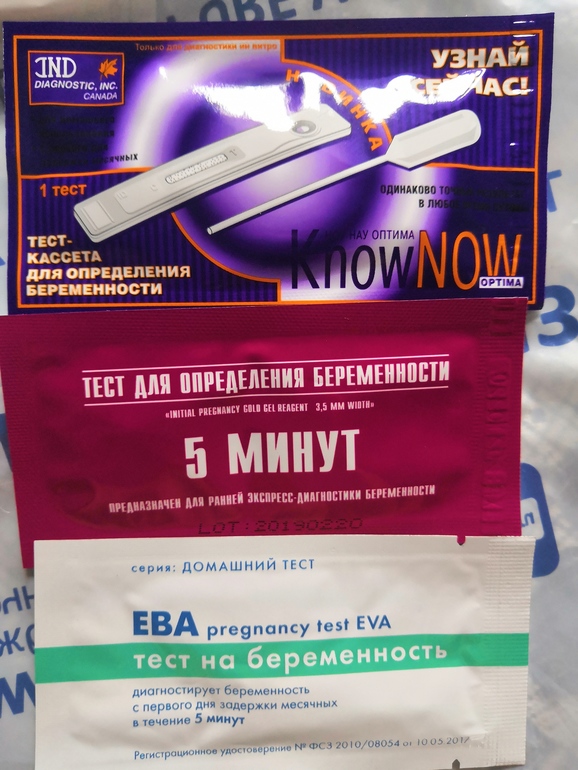 IND
DIAGNOSTIC, INC.
CANADA
Только для диагностики ин витро
УЗНАЙ
СЕЙЧАС!
НОВИНКА
1 тест
ОДИНАКОВО
В
ТЕСТ-
КАССЕТА
ДЛЯ ОПРЕДЕЛЕНИЯ
БЕРЕМЕННОСТИ
НАУ ОПТИМА
KnowNOW
OPTIMA
ТЕСТ ДЛЯ ОПРЕДЕЛЕНИЯ БЕРЕМЕННОСТИ
«INITIAL PREGNANCY GOLD GEL REAGENT 3,5 MM WIDTH»
5 МИНУТ
ПРЕДНАЗНАЧЕН ДЛЯ РАННЕЙ ЭКСПРЕСС-ДИАГНОСТИКИ БЕРЕМЕННОСТИ
LOT:20190220
серия: ДОМАШНИЙ ТЕСТ
ЕВА pregnancy test EVA
тест на беременность
диагностирует беременность
с первого дня задержки месячных
в течение 5 минут
Регистрационное удостоверение № ФСЗ 2010/08054 от 10.05.2017